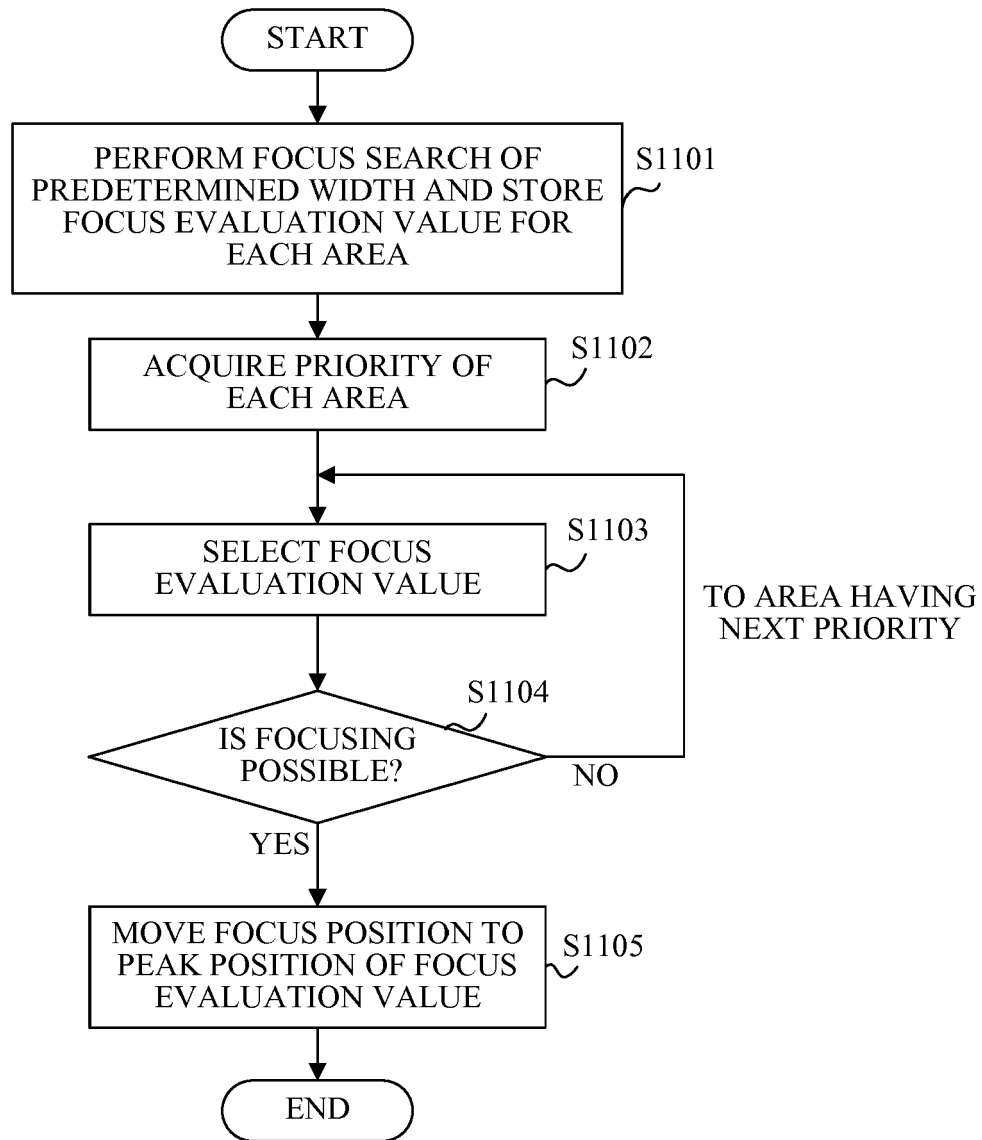 START
PERFORM FOCUS SEARCH OF
PREDETERMINED WIDTH AND STORE
FOCUS EVALUATION VALUE FOR
EACH AREA
S1101
ACQUIRE PRIORITY OF
EACH AREA
S1102
SELECT FOCUS
EVALUATION VALUE
S1103
TO AREA HAVING
NEXT PRIORITY
IS FOCUSING
POSSIBLE?
S1104
NO
YES
MOVE FOCUS POSITION TO
PEAK POSITION OF FOCUS
EVALUATION VALUE
S1105
END